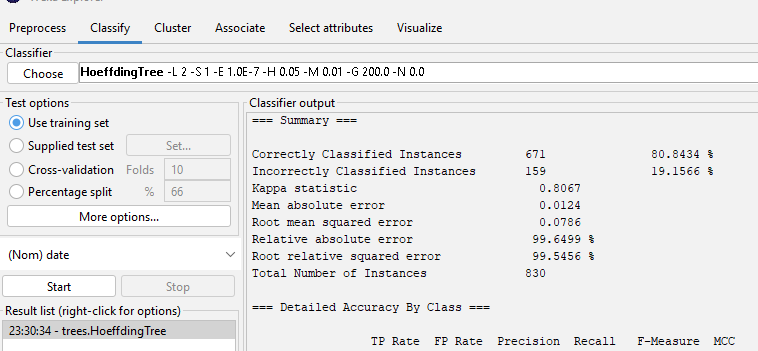 Preprocess Classify Cluster Associate Select attributes Visualize
Classifier
Choose HoeffdingTree -L 2 -S 1 -E 1.0E-7 -H 0.05 -M 0.01 -G 200.0 -N 0.0
Test options
Use training set
Supplied test set Set...
Cross-validation Folds 10
Percentage split % 66
More options...
(Nom) date
Start Stop
Result list (right-click for options)
23:30:34 - trees.HoeffdingTree
Classifier output
=== Summary ===
Correctly Classified Instances 671 80.8434 %
Incorrectly Classified Instances 159 19.1566 %
Kappa statistic 0.8067
Mean absolute error 0.0124
Root mean squared error 0.0786
Relative absolute error 99.6499 %
Root relative squared error 99.5456 %
Total Number of Instances 830
=== Detailed Accuracy By Class ===
TP Rate FP Rate Precision Recall F-Measure MCC